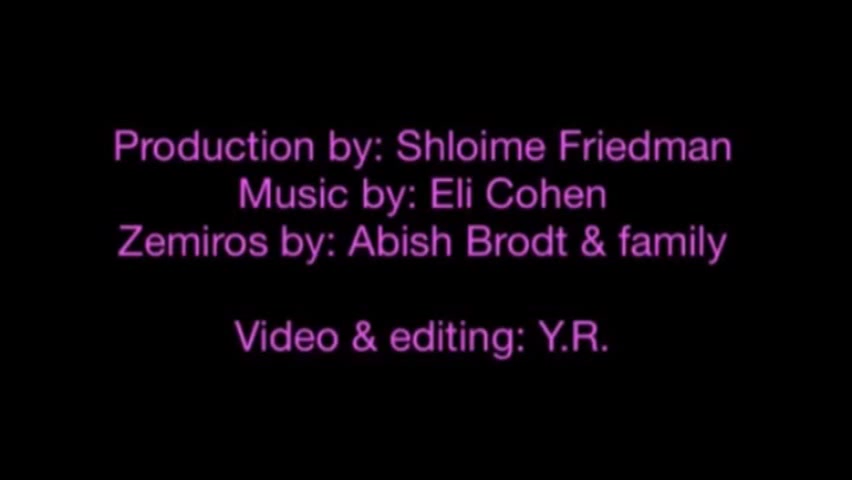 Production by: Shloime Friedman
Music by: Eli Cohen
Zemiros by: Abish Brodt & family
Video & editing: Y.R.